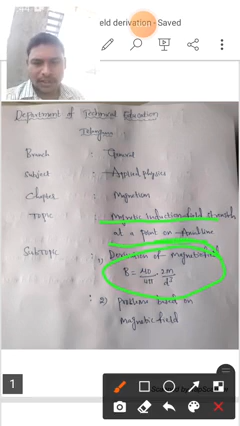 eld derivation - Saved
Department of Technical Education
Telangana
Branch : General
Subject : Applied physics
Chapter : Magnetism
Topic : Magnetic induction field strength
at a point on Axial line
Subtopic : 1) Derivation of magnetic field
B = μ0/4π · 2m/d³
: 2) Problem based on
magnetic field
1